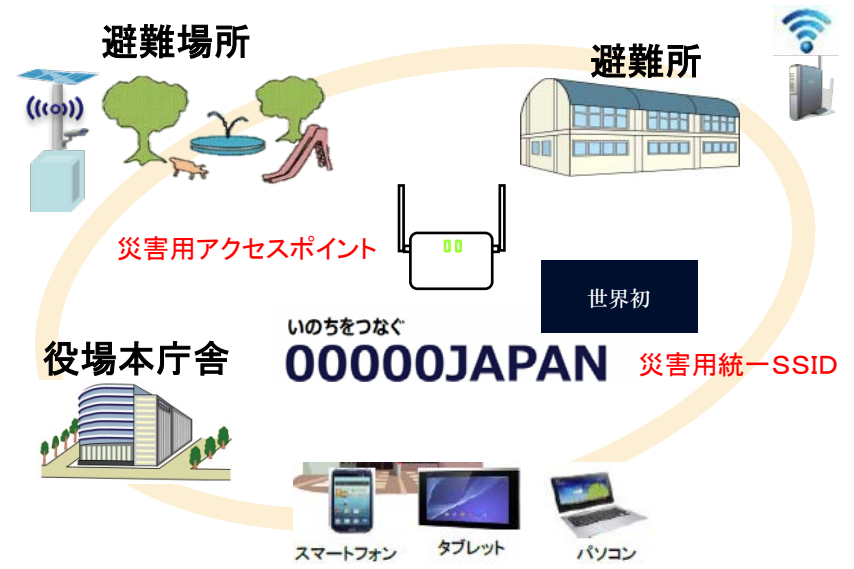 避難場所
避難所
災害用アクセスポイント
世界初
いのちをつなぐ
00000JAPAN
災害用統一SSID
役場本庁舎
スマートフォン
タブレット
パソコン